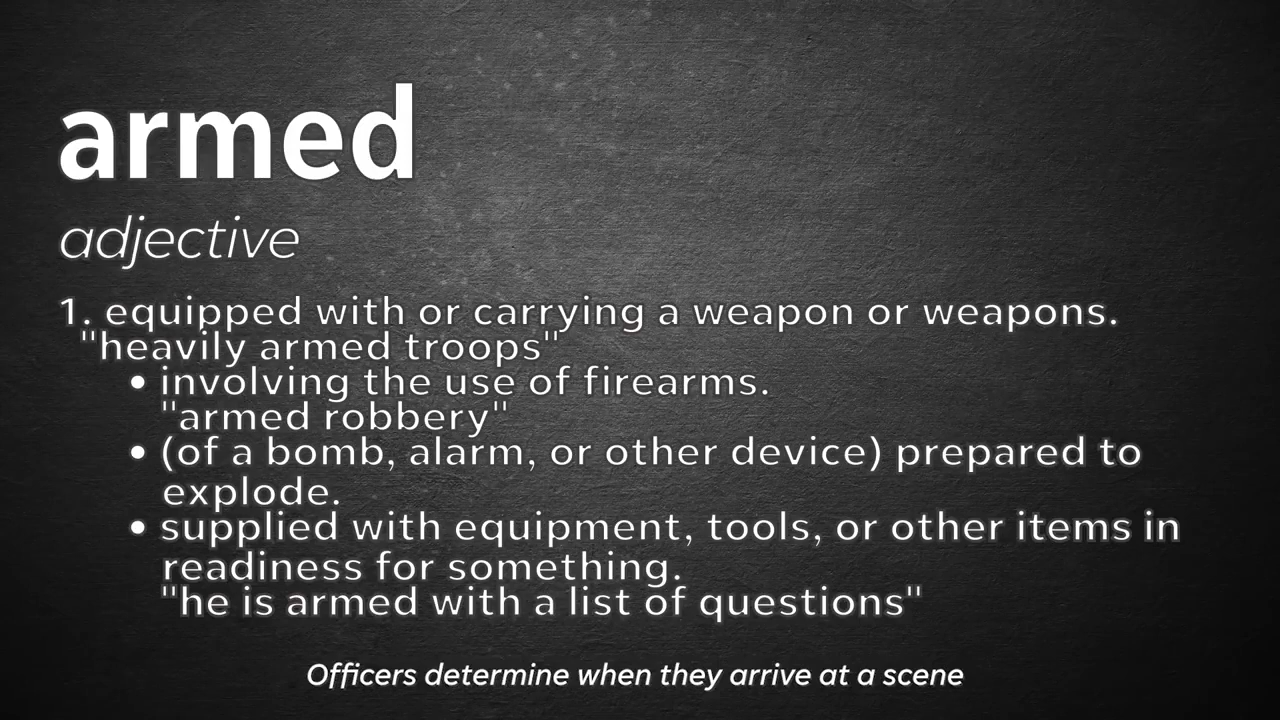 armed
adjective
1. equipped with or carrying a weapon or weapons.
"heavily armed troops"
• involving the use of firearms.
"armed robbery"
• (of a bomb, alarm, or other device) prepared to
explode.
• supplied with equipment, tools, or other items in
readiness for something.
"he is armed with a list of questions"
Officers determine when they arrive at a scene